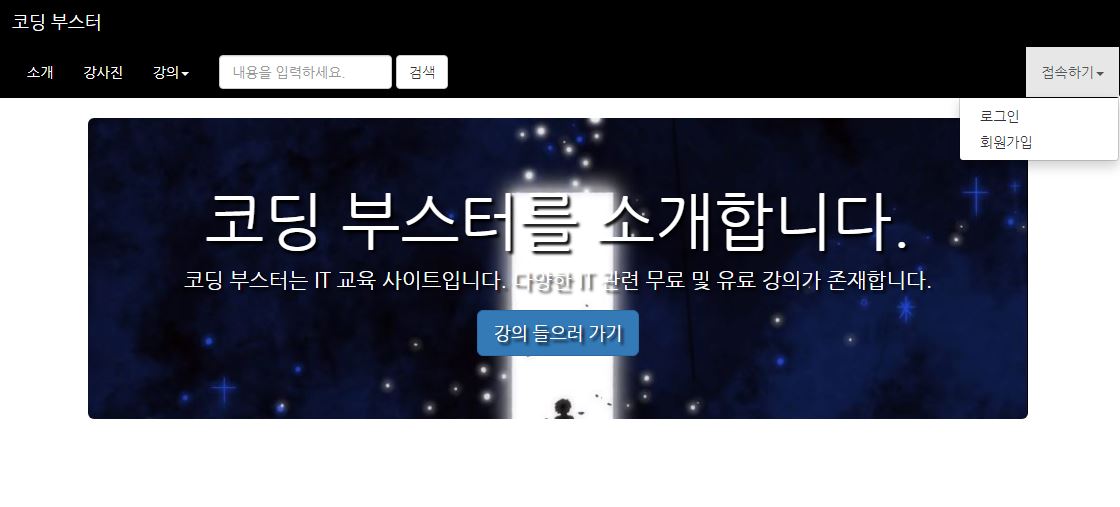 코딩 부스터
소개 강사진 강의 내용을 입력하세요. 검색 접속하기
로그인
회원가입
코딩 부스터를 소개합니다.
코딩 부스터는 IT 교육 사이트입니다. 다양한 IT 관련 무료 및 유료 강의가 존재합니다.
강의 들으러 가기